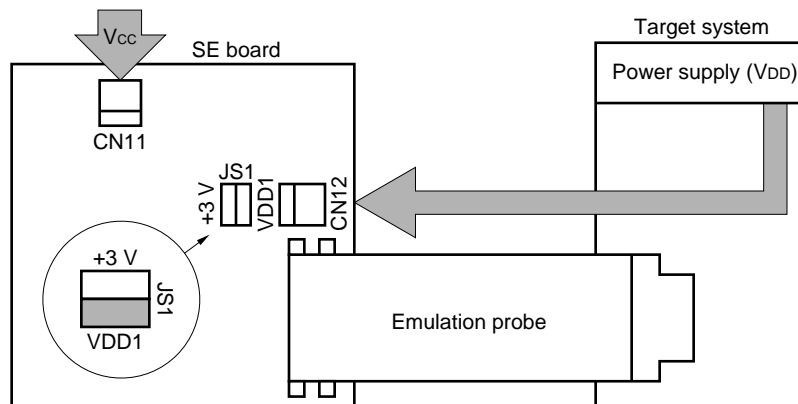 VCC
SE board
Target system
Power supply (VDD)
CN11
JS1
+3 V
VDD1
CN12
+3 V
JS1
VDD1
Emulation probe